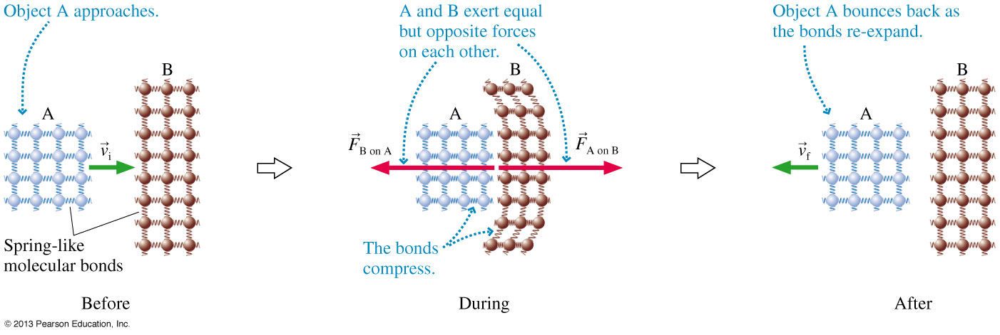 Object A approaches.
B
A
v⃗i
Spring-like
molecular bonds
Before
A and B exert equal
but opposite forces
on each other.
B
A
F⃗B on A
F⃗A on B
The bonds
compress.
During
Object A bounces back as
the bonds re-expand.
B
A
v⃗f
After
© 2013 Pearson Education, Inc.